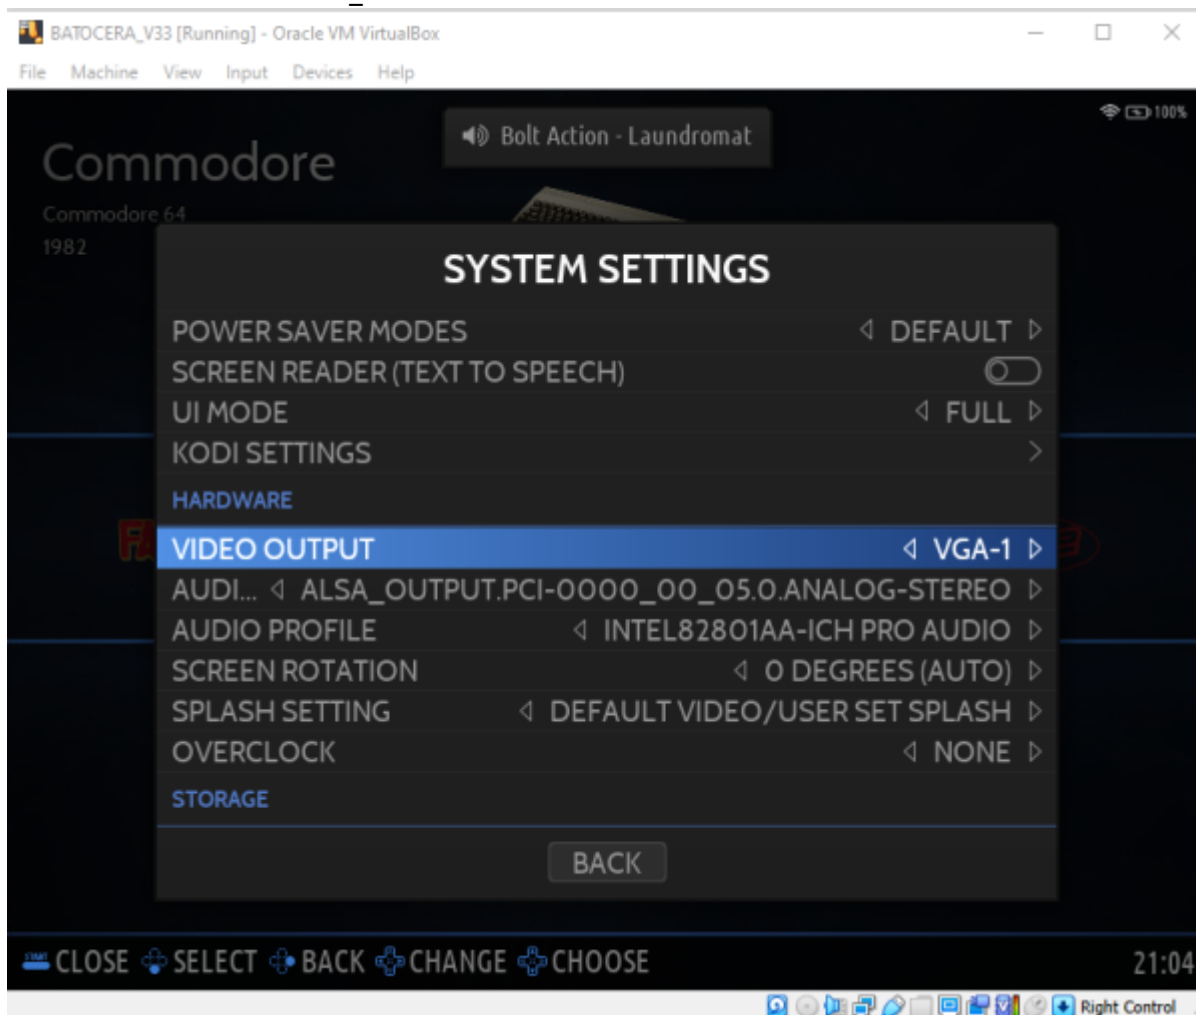 BATOCERA_V33 [Running] - Oracle VM VirtualBox
File Machine View Input Devices Help
100%
Bolt Action - Laundromat
Commodore
Commodore 64
1982
SYSTEM SETTINGS
POWER SAVER MODES DEFAULT
SCREEN READER (TEXT TO SPEECH)
UI MODE FULL
KODI SETTINGS
HARDWARE
VIDEO OUTPUT VGA-1
AUDI... ALSA_OUTPUT.PCI-0000_00_05.0.ANALOG-STEREO
AUDIO PROFILE INTEL82801AA-ICH PRO AUDIO
SCREEN ROTATION 0 DEGREES (AUTO)
SPLASH SETTING DEFAULT VIDEO/USER SET SPLASH
OVERCLOCK NONE
STORAGE
BACK
START CLOSE SELECT BACK CHANGE CHOOSE 21:04
Right Control